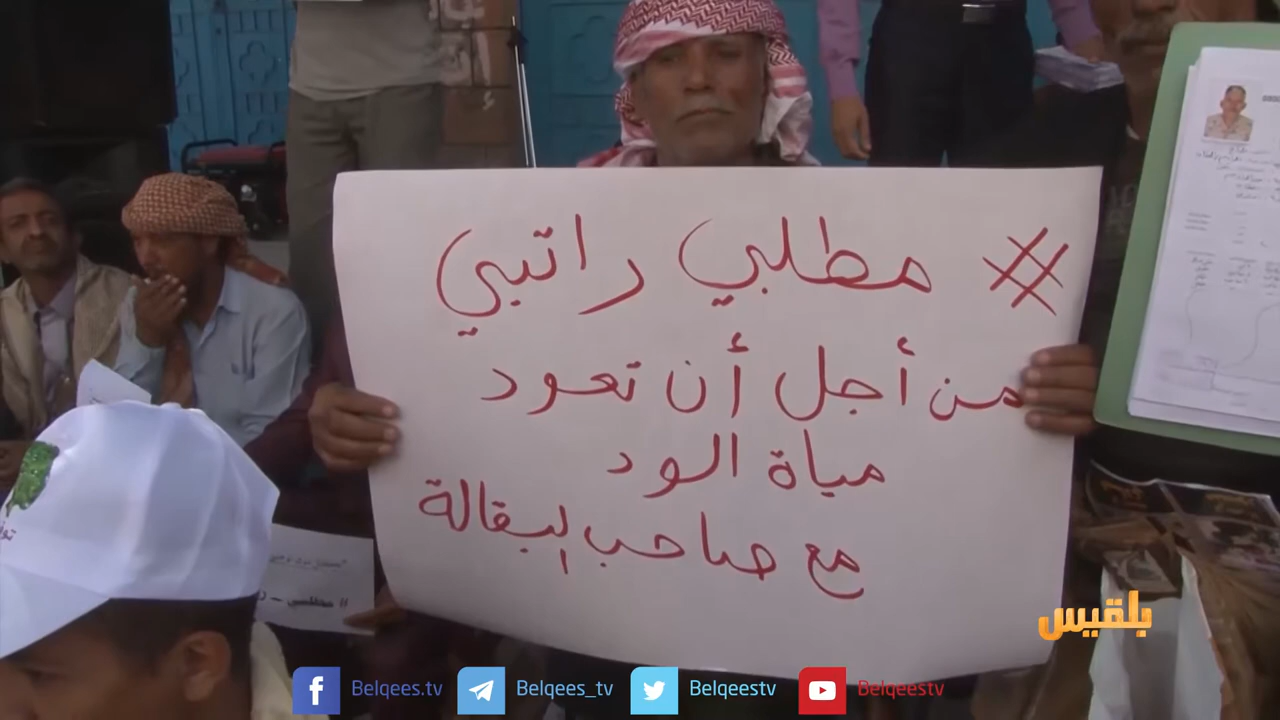 # مطلبي راتبي
من أجل أن تعود
مياة الود
مع صاحب البقالة
بلقيس
Belqees.tv
Belqees_tv
Belqeestv
Belqeestv